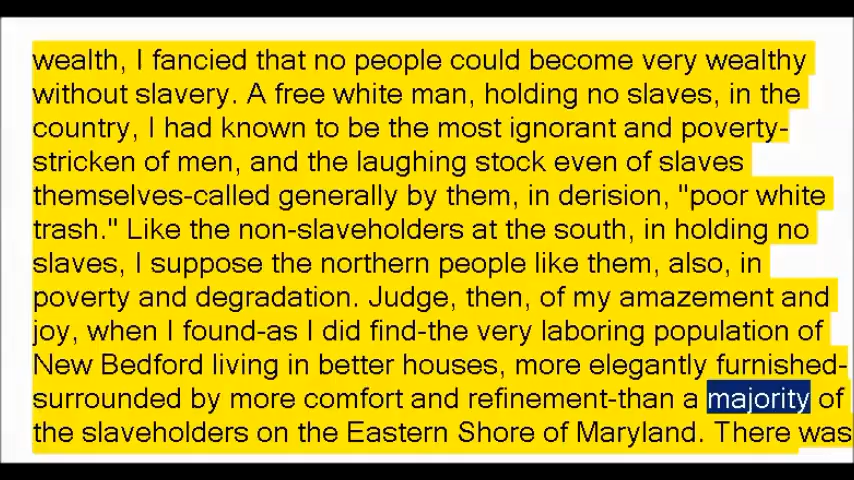 wealth, I fancied that no people could become very wealthy
without slavery. A free white man, holding no slaves, in the
country, I had known to be the most ignorant and poverty-
stricken of men, and the laughing stock even of slaves
themselves-called generally by them, in derision, "poor white
trash." Like the non-slaveholders at the south, in holding no
slaves, I suppose the northern people like them, also, in
poverty and degradation. Judge, then, of my amazement and
joy, when I found-as I did find-the very laboring population of
New Bedford living in better houses, more elegantly furnished-
surrounded by more comfort and refinement-than a majority of
the slaveholders on the Eastern Shore of Maryland. There was